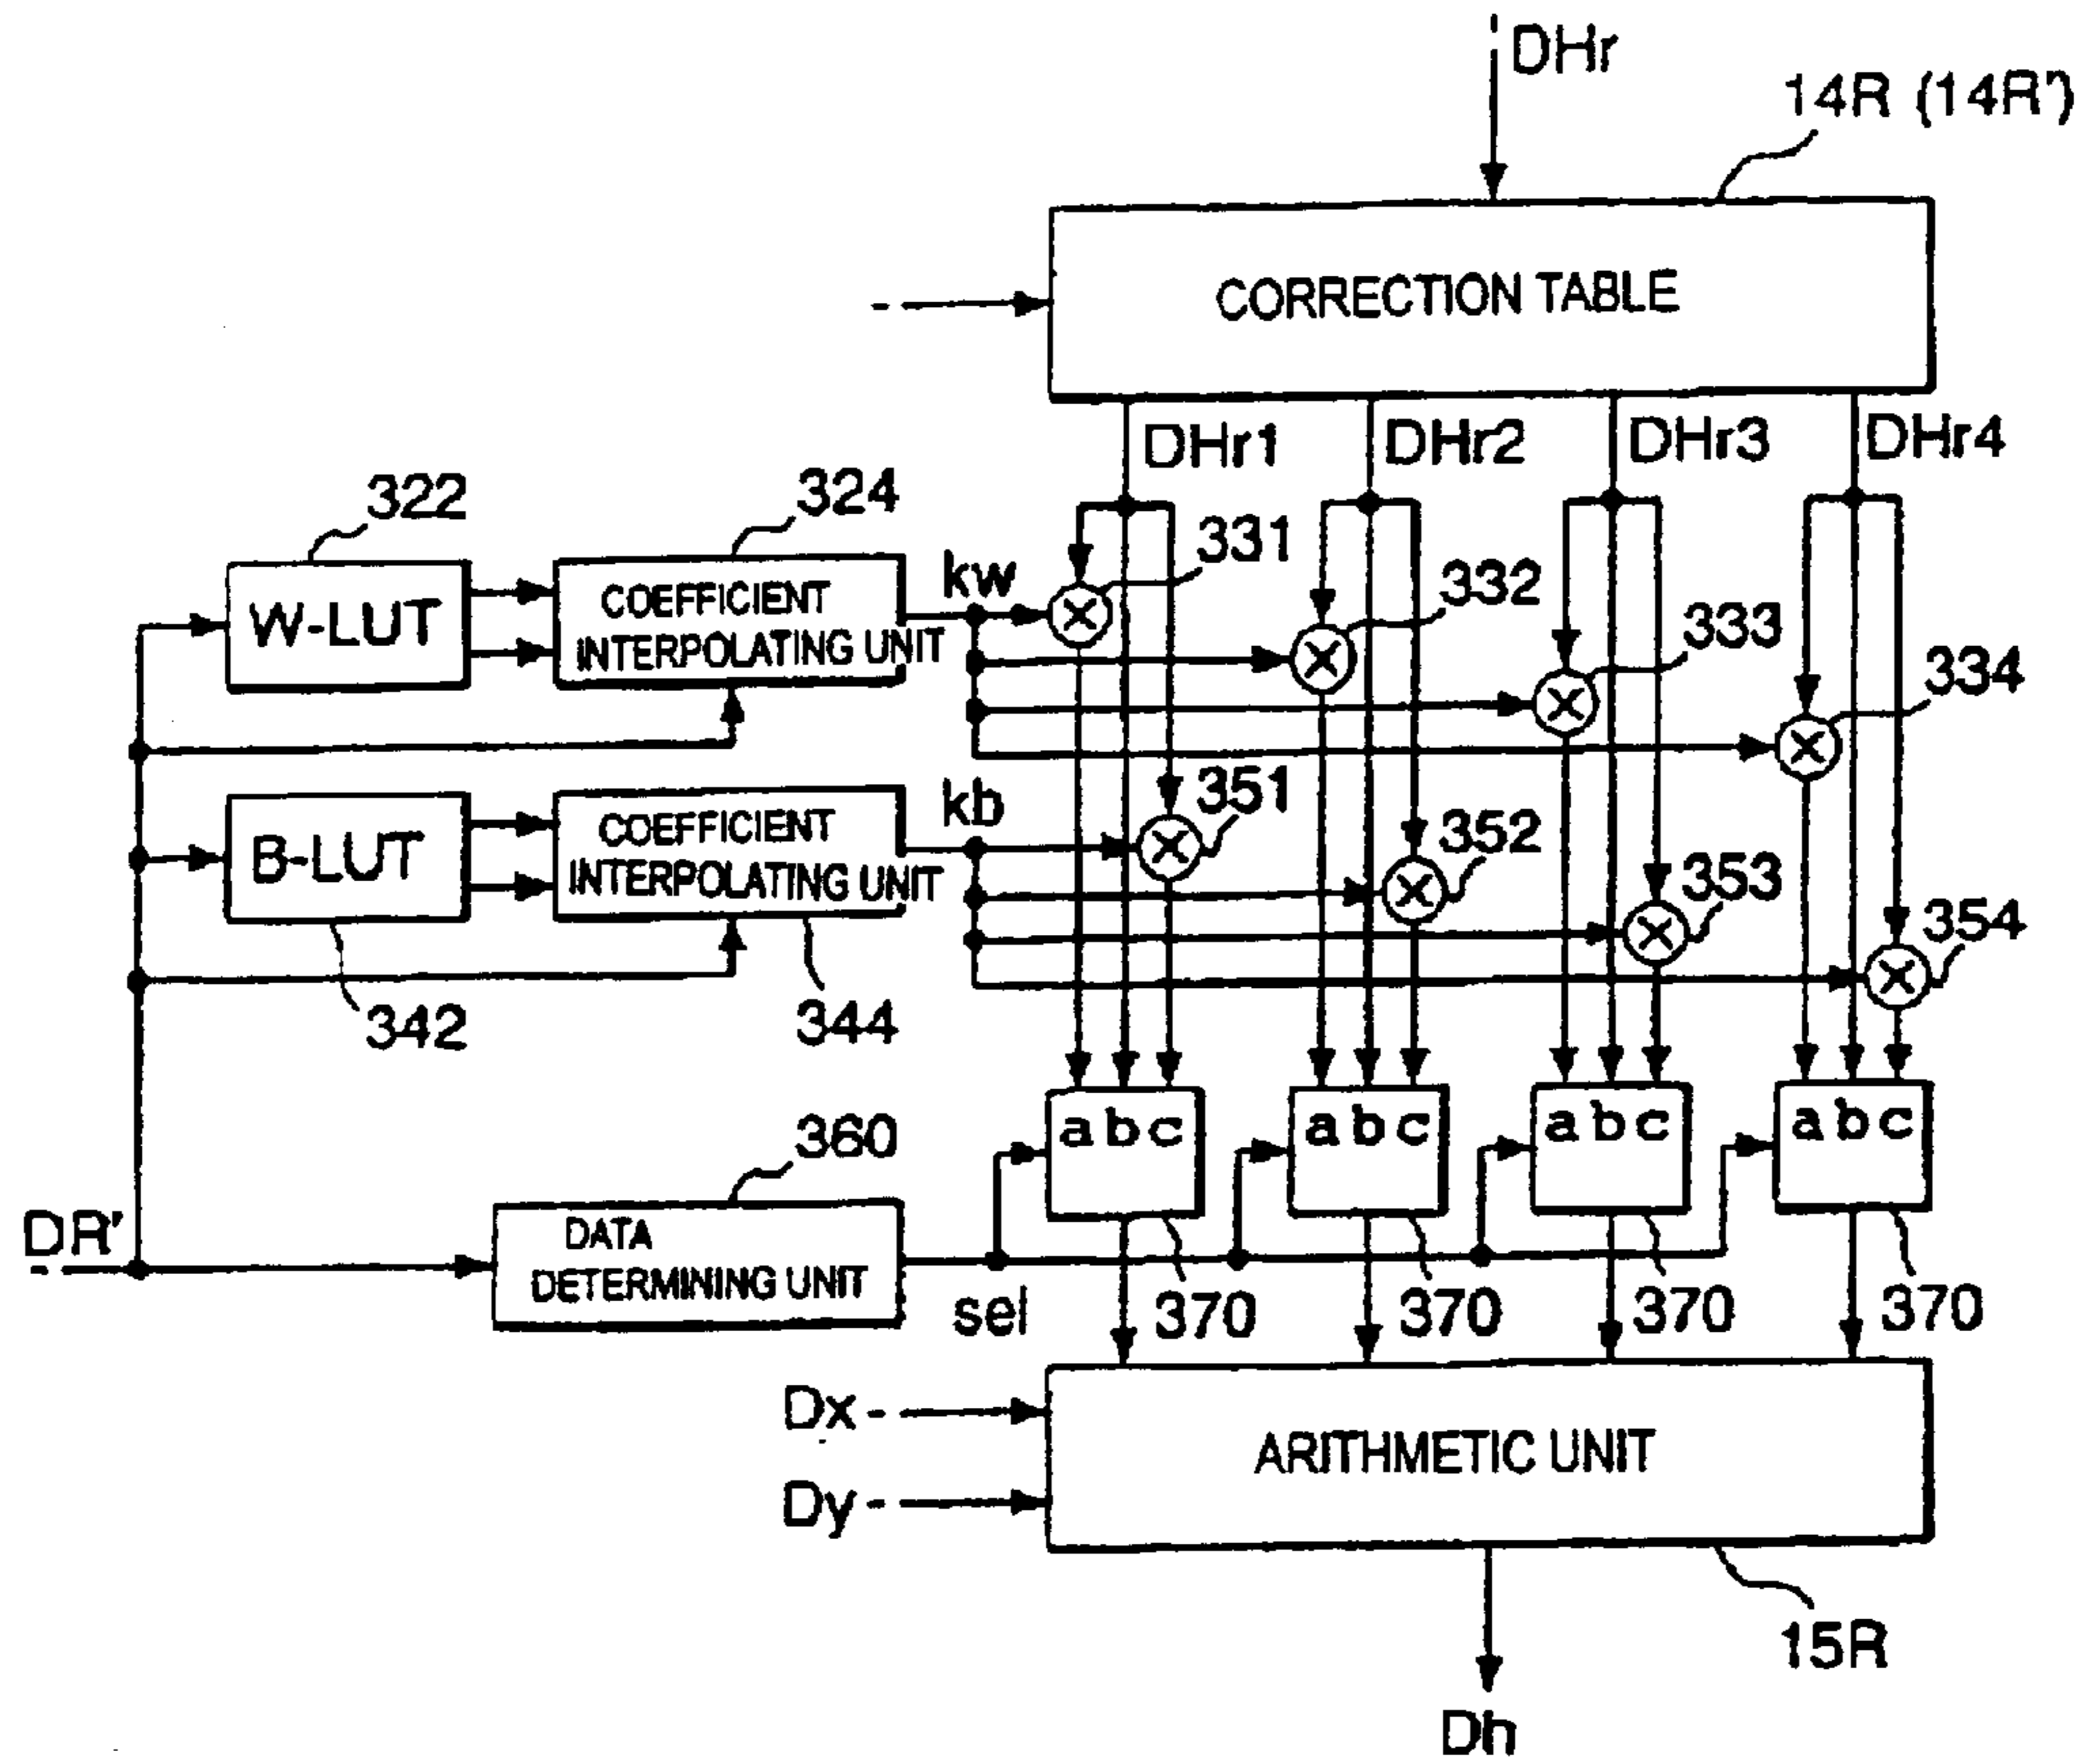 DHr
14R (14R')
CORRECTION TABLE
DHr1
DHr2
DHr3
DHr4
322
324
331
332
333
334
W-LUT
COEFFICIENT
INTERPOLATING UNIT
kw
B-LUT
COEFFICIENT
INTERPOLATING UNIT
kb
351
352
353
354
342
344
abc
abc
abc
abc
360
DR'
DATA
DETERMINING UNIT
sel
370
370
370
370
Dx
Dy
ARITHMETIC UNIT
15R
Dh